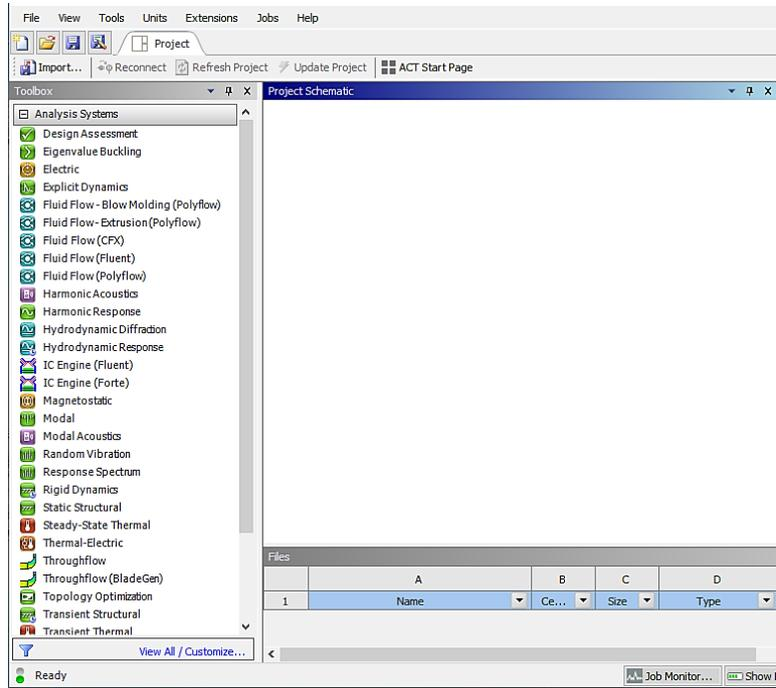 File View Tools Units Extensions Jobs Help
Project
Import... Reconnect Refresh Project Update Project ACT Start Page
Toolbox
Project Schematic
Analysis Systems
Design Assessment
Eigenvalue Buckling
Electric
Explicit Dynamics
Fluid Flow - Blow Molding (Polyflow)
Fluid Flow - Extrusion (Polyflow)
Fluid Flow (CFX)
Fluid Flow (Fluent)
Fluid Flow (Polyflow)
Harmonic Acoustics
Harmonic Response
Hydrodynamic Diffraction
Hydrodynamic Response
IC Engine (Fluent)
IC Engine (Forte)
Magnetostatic
Modal
Modal Acoustics
Random Vibration
Response Spectrum
Rigid Dynamics
Static Structural
Steady-State Thermal
Thermal-Electric
Throughflow
Throughflow (BladeGen)
Topology Optimization
Transient Structural
Transient Thermal
View All / Customize...
Files
A B C D
1 Name Ce... Size Type
Ready
Job Monitor... Show